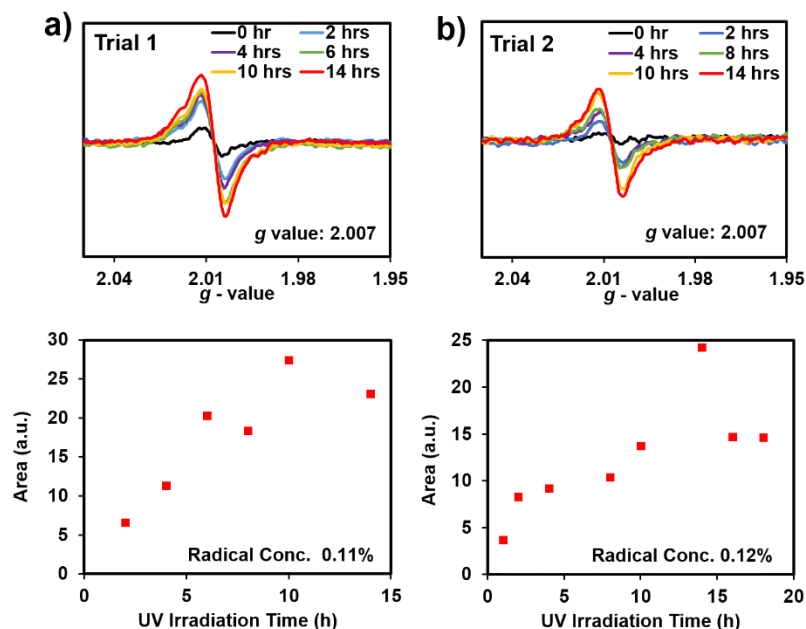 a)
Trial 1
0 hr 2 hrs
4 hrs 6 hrs
10 hrs 14 hrs
g value: 2.007
2.04 2.01 1.98 1.95
g - value
b)
Trial 2
0 hr 2 hrs
4 hrs 8 hrs
10 hrs 14 hrs
g value: 2.007
2.04 2.01 1.98 1.95
g - value
30
25
20
15
10
5
0
Area (a.u.)
Radical Conc. 0.11%
0 5 10 15
UV Irradiation Time (h)
25
20
15
10
5
0
Area (a.u.)
Radical Conc. 0.12%
0 5 10 15 20
UV Irradiation Time (h)